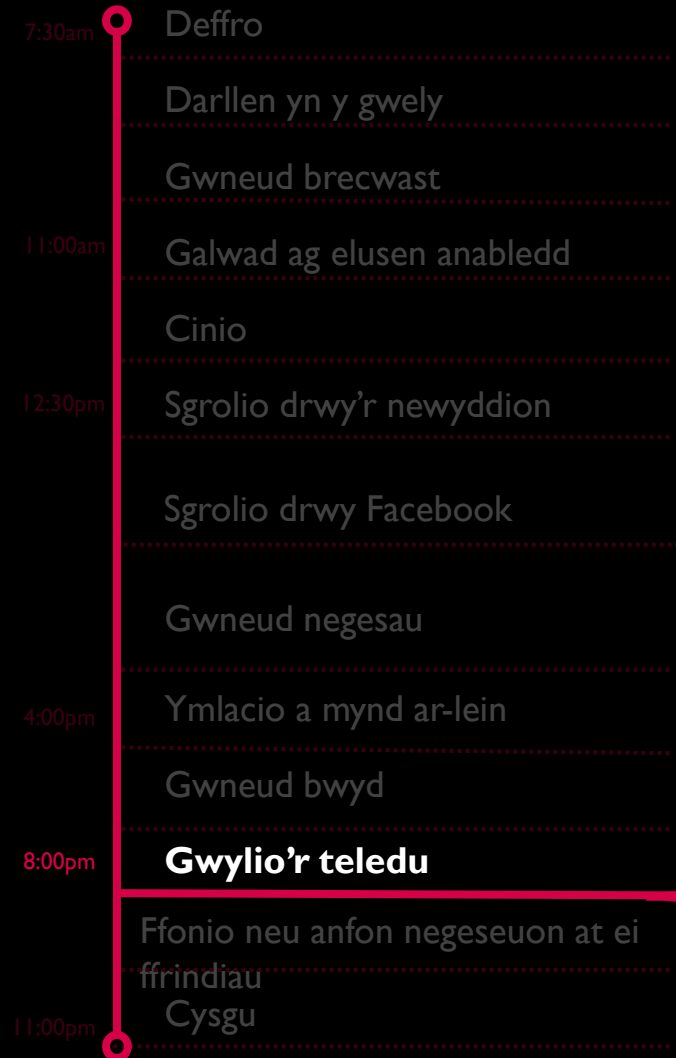 7:30am Deffro
Darllen yn y gwely
Gwneud brecwast
11:00am Galwad ag elusen anabledd
Cinio
12:30pm Sgrolio drwy’r newyddion
Sgrolio drwy Facebook
Gwneud negesau
4:00pm Ymlacio a mynd ar-lein
Gwneud bwyd
8:00pm Gwylio’r teledu
Ffonio neu anfon negeseuon at ei
ffrindiau
11:00pm Cysgu